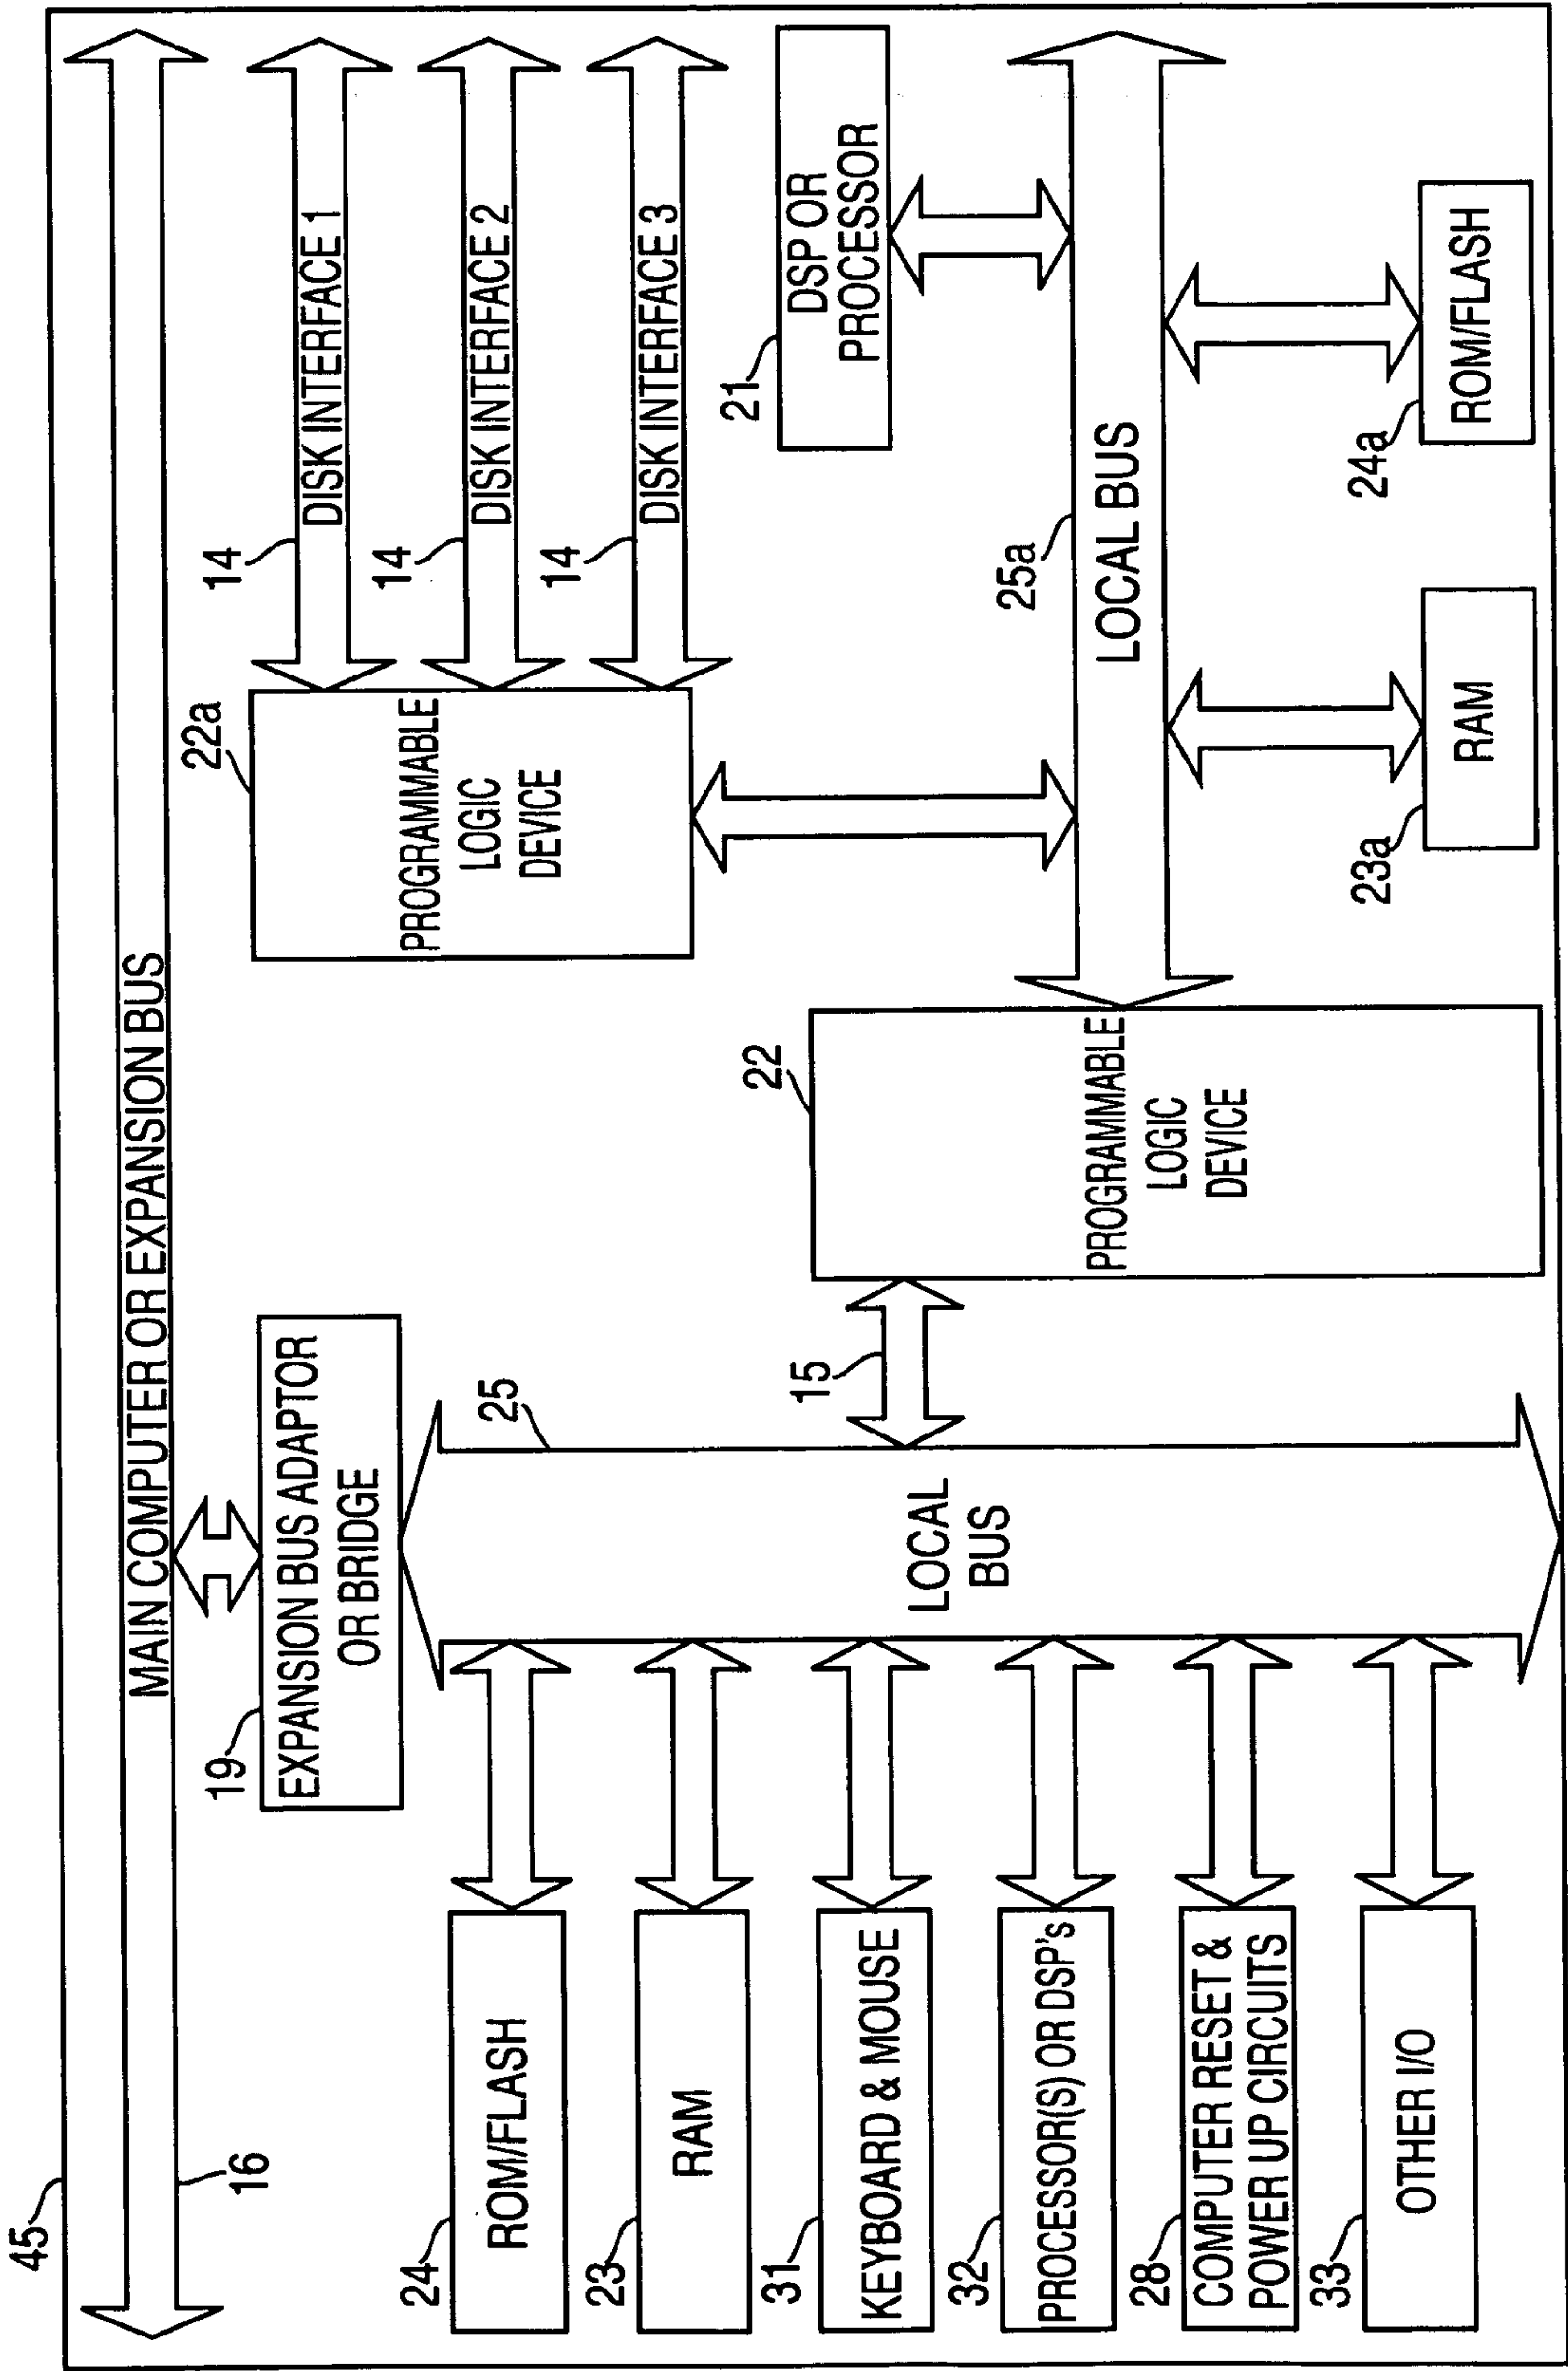 45
MAIN COMPUTER OR EXPANSION BUS
16
19
EXPANSION BUS ADAPTOR
OR BRIDGE
22a
PROGRAMMABLE
LOGIC
DEVICE
14
DISK INTERFACE 1
14
DISK INTERFACE 2
14
DISK INTERFACE 3
24
ROM/FLASH
23
RAM
31
KEYBOARD & MOUSE
32
PROCESSOR(S) OR DSP's
28
COMPUTER RESET &
POWER UP CIRCUITS
33
OTHER I/O
25
LOCAL
BUS
15
22
PROGRAMMABLE
LOGIC
DEVICE
21
DSP OR
PROCESSOR
25a
LOCAL BUS
23a
RAM
24a
ROM/FLASH